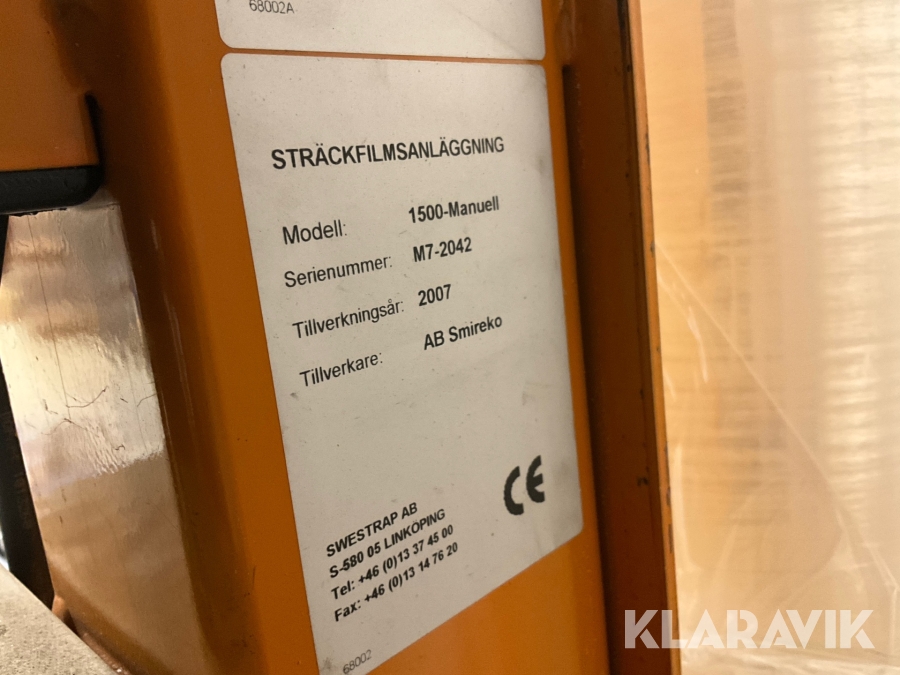 68002A
STRÄCKFILMSANLÄGGNING
Modell: 1500-Manuell
Serienummer: M7-2042
Tillverkningsår: 2007
Tillverkare: AB Smireko
CE
SWESTRAP AB
S-580 05 LINKÖPING
Tel: +46 (0)13 37 45 00
Fax: +46 (0)13 14 76 20
68002
KLARAVIK